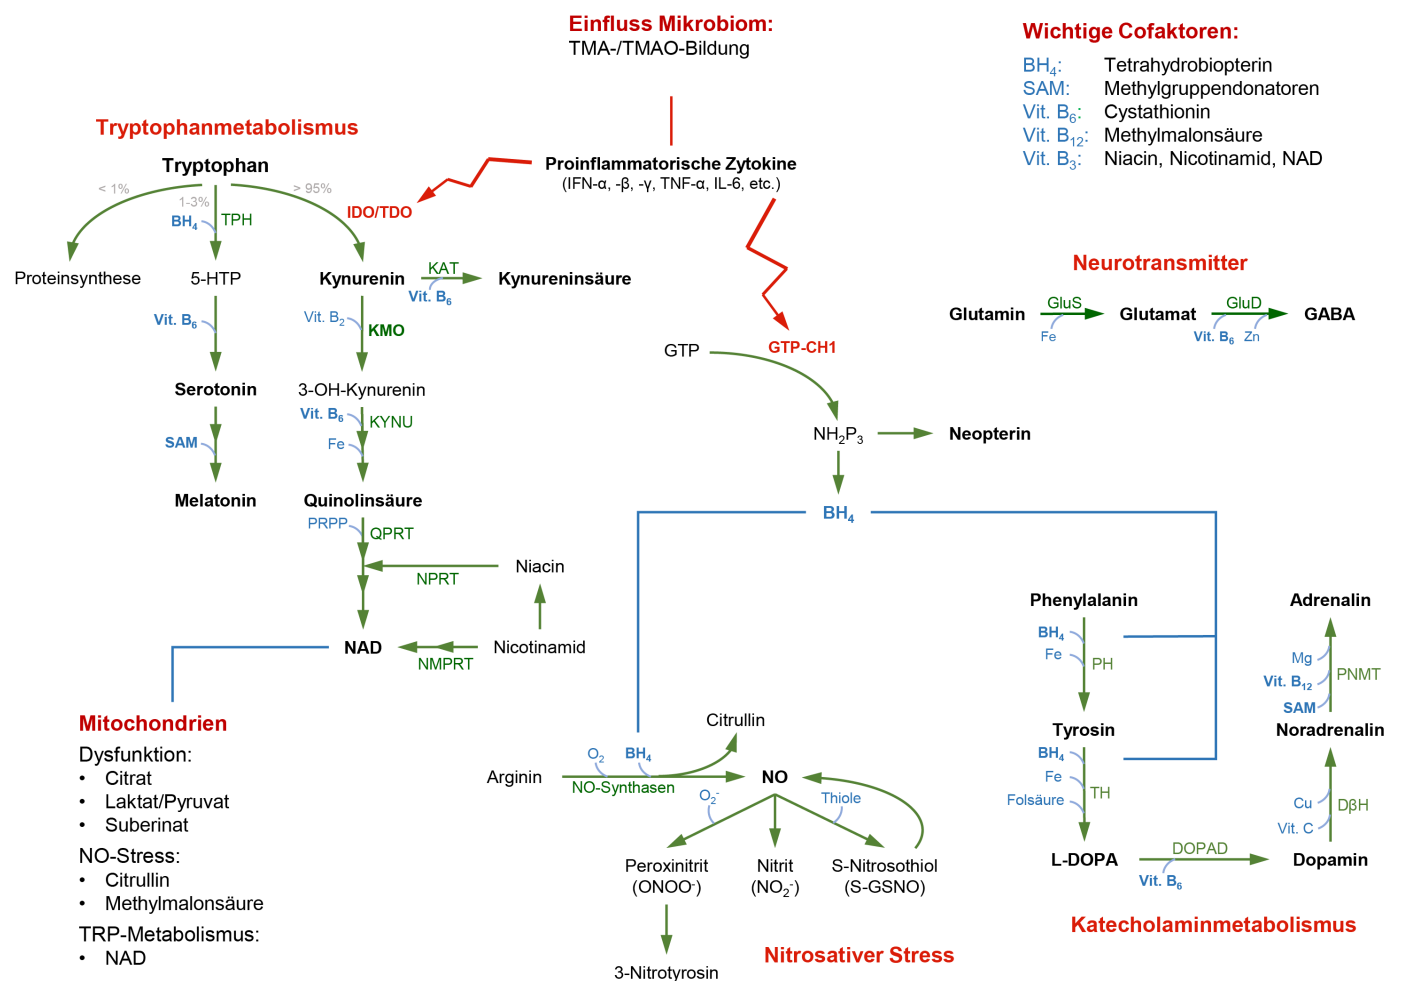 Einfluss Mikrobiom:
TMA-/TMAO-Bildung
Wichtige Cofaktoren:
BH₄: Tetrahydrobiopterin
SAM: Methylgruppendonatoren
Vit. B₆: Cystathionin
Vit. B₁₂: Methylmalonsäure
Vit. B₃: Niacin, Nicotinamid, NAD
Tryptophanmetabolismus
Tryptophan
< 1%
1-3%
> 95%
BH₄
TPH
IDO/TDO
Proinflammatorische Zytokine
(IFN-α, -β, -γ, TNF-α, IL-6, etc.)
Proteinsynthese
5-HTP
Kynurenin
KAT
Vit. B₆
Kynureninsäure
Vit. B₆
Vit. B₂
KMO
Serotonin
3-OH-Kynurenin
Vit. B₆
KYNU
SAM
Fe
Melatonin
Quinolinsäure
PRPP
QPRT
NPRT
Niacin
NAD
NMPRT
Nicotinamid
Neurotransmitter
Glutamin
GluS
Fe
Glutamat
GluD
Vit. B₆
Zn
GABA
GTP
GTP-CH1
NH₂P₃
Neopterin
BH₄
Mitochondrien
Dysfunktion:
• Citrat
• Laktat/Pyruvat
• Suberinat
NO-Stress:
• Citrullin
• Methylmalonsäure
TRP-Metabolismus:
• NAD
Citrullin
Arginin
O₂
BH₄
NO-Synthasen
NO
O₂⁻
Thiole
Peroxinitrit
(ONOO⁻)
Nitrit
(NO₂⁻)
S-Nitrosothiol
(S-GSNO)
3-Nitrotyrosin
Nitrosativer Stress
Phenylalanin
BH₄
Fe
PH
Tyrosin
BH₄
Fe
Folsäure
TH
L-DOPA
DOPAD
Vit. B₆
Dopamin
Cu
Vit. C
DβH
Noradrenalin
Mg
Vit. B₁₂
SAM
PNMT
Adrenalin
Katecholaminmetabolismus